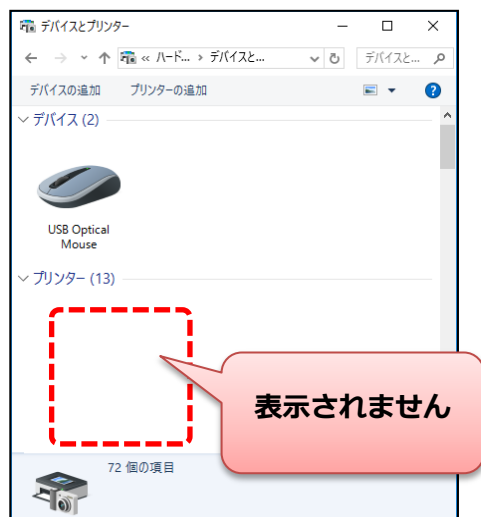 デバイスとプリンター
« ハード... › デバイスと...
デバイスと...
デバイスの追加 プリンターの追加
デバイス (2)
USB Optical
Mouse
プリンター (13)
表示されません
72 個の項目